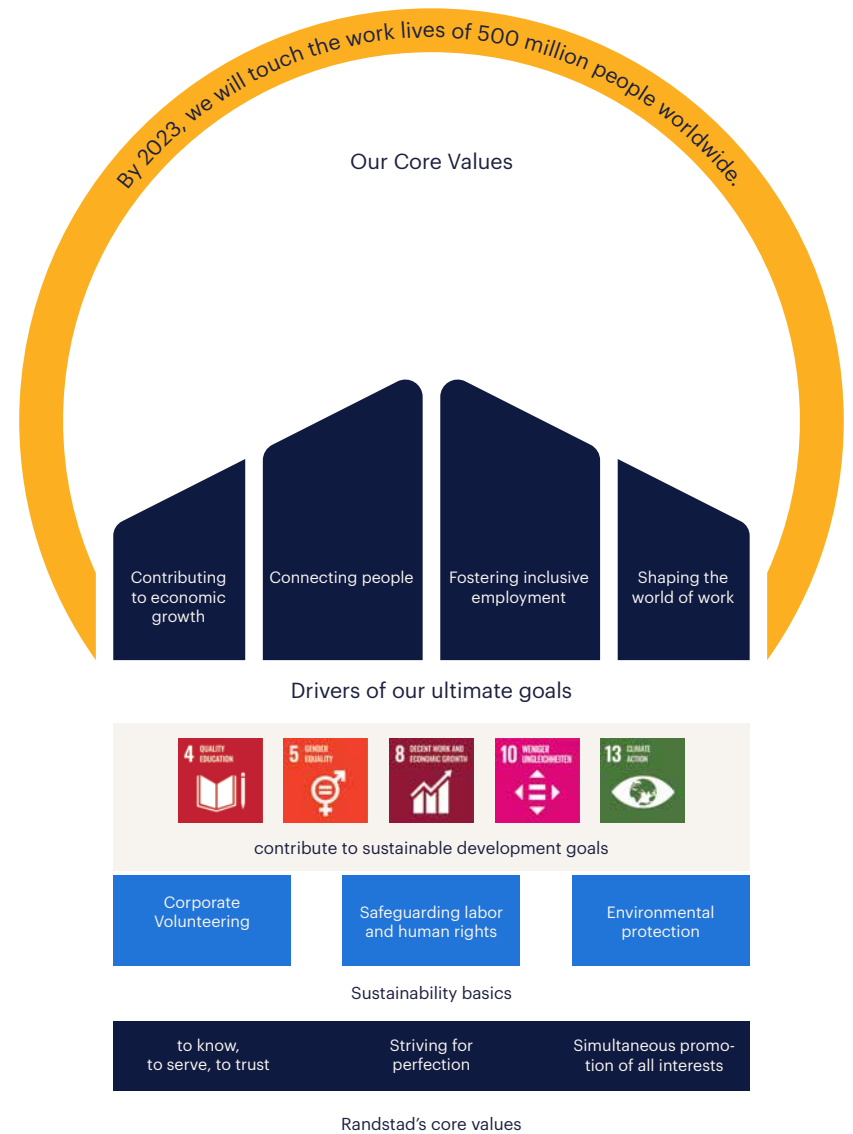 By 2023, we will touch the work lives of 500 million people worldwide.
Our Core Values
Contributing
to economic
growth
Connecting people
Fostering inclusive
employment
Shaping the
world of work
Drivers of our ultimate goals
4 QUALITY
EDUCATION
5 GENDER
EQUALITY
8 DECENT WORK AND
ECONOMIC GROWTH
10 WENIGER
UNGLEICHHEITEN
13 CLIMATE
ACTION
contribute to sustainable development goals
Corporate
Volunteering
Safeguarding labor
and human rights
Environmental
protection
Sustainability basics
to know,
to serve, to trust
Striving for
perfection
Simultaneous promo-
tion of all interests
Randstad’s core values